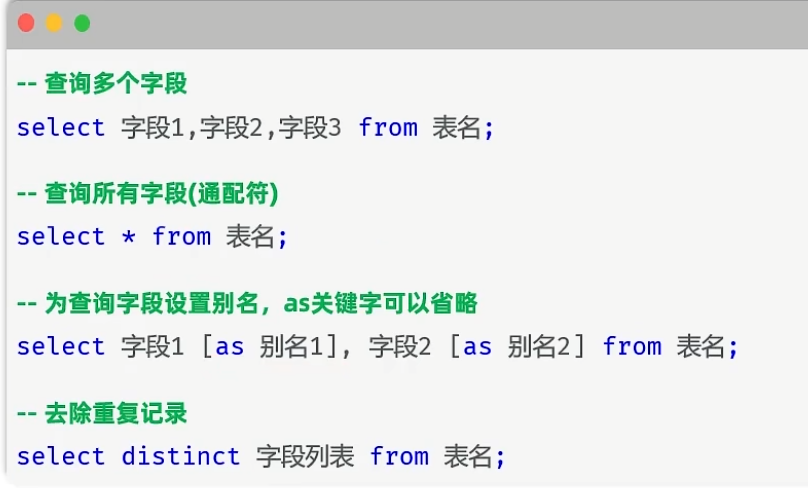 -- 查询多个字段
select 字段1,字段2,字段3 from 表名;
-- 查询所有字段(通配符)
select * from 表名;
-- 为查询字段设置别名，as关键字可以省略
select 字段1 [as 别名1], 字段2 [as 别名2] from 表名;
-- 去除重复记录
select distinct 字段列表 from 表名;